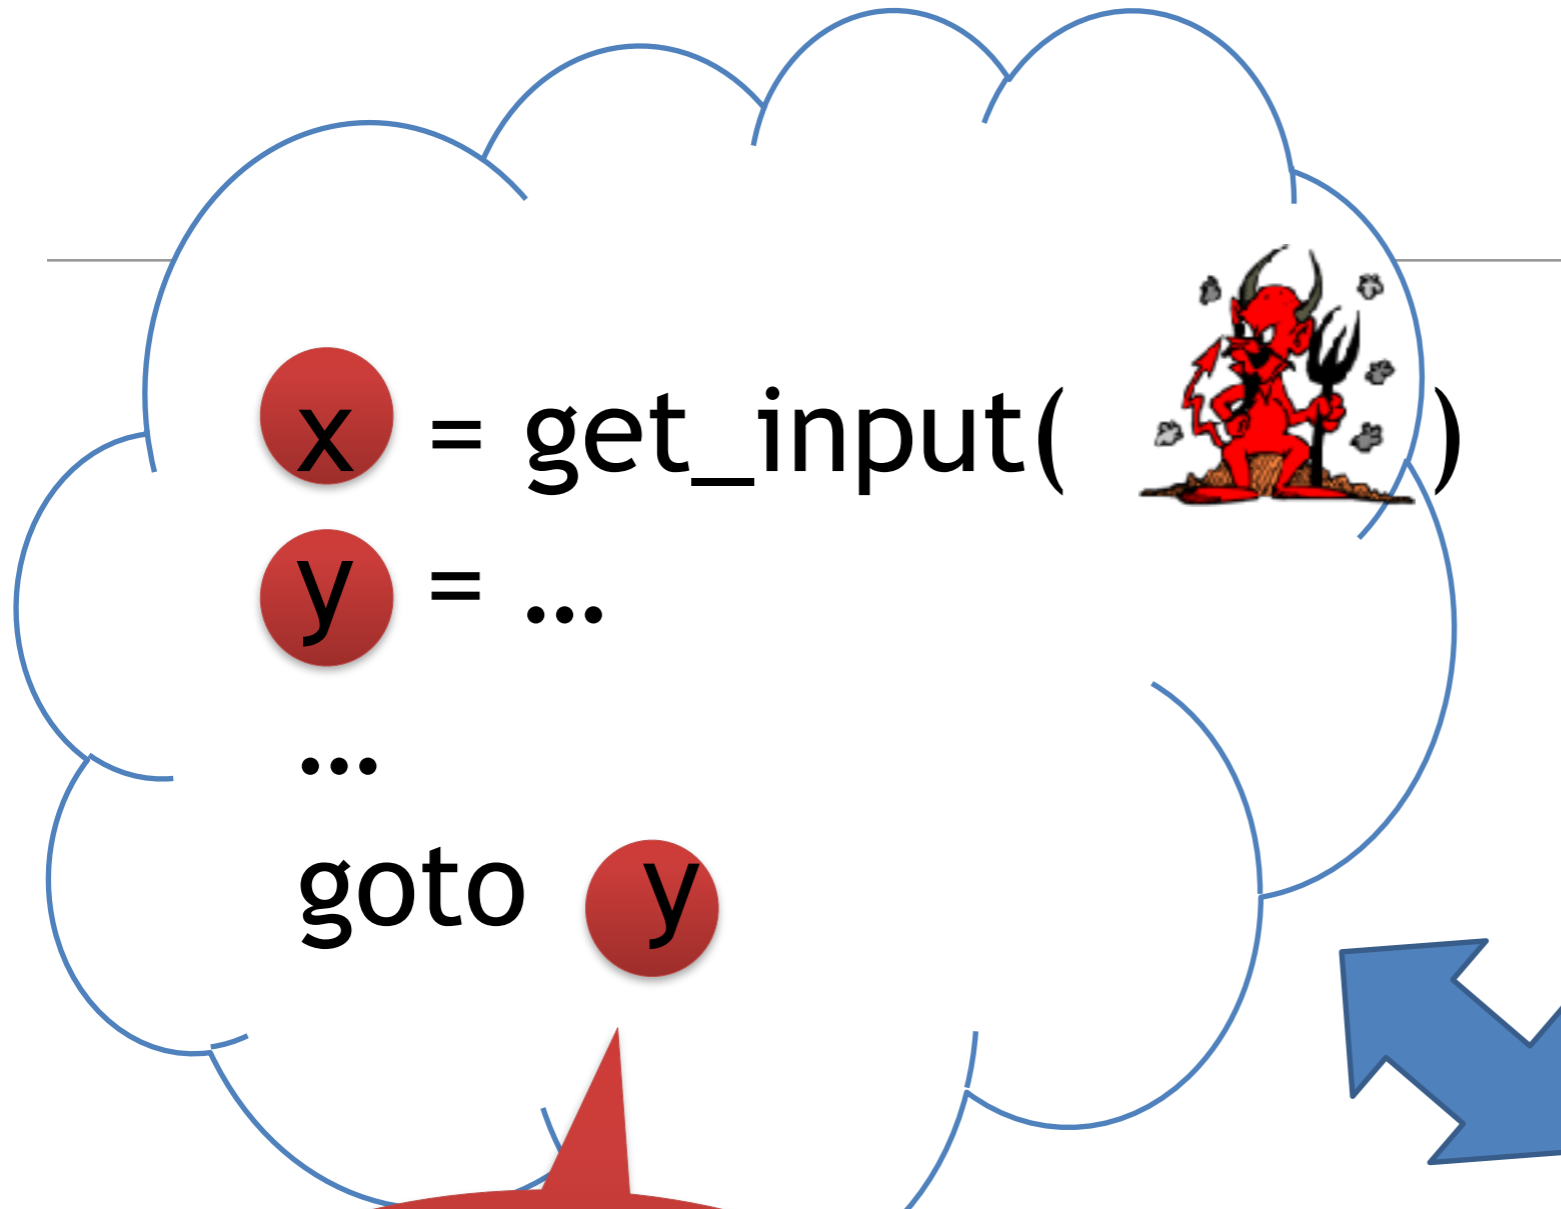 x = get_input( )
y = ...
...
goto y